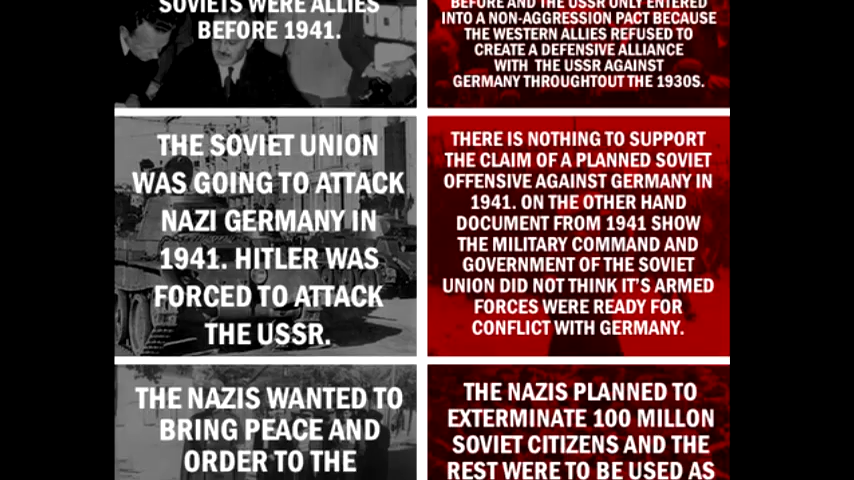 SOVIETS WERE ALLIES
BEFORE 1941.
BEFORE AND THE USSR ONLY ENTERED
INTO A NON-AGGRESSION PACT BECAUSE
THE WESTERN ALLIES REFUSED TO
CREATE A DEFENSIVE ALLIANCE
WITH THE USSR AGAINST
GERMANY THROUGHTOUT THE 1930S.
THE SOVIET UNION
WAS GOING TO ATTACK
NAZI GERMANY IN
1941. HITLER WAS
FORCED TO ATTACK
THE USSR.
THERE IS NOTHING TO SUPPORT
THE CLAIM OF A PLANNED SOVIET
OFFENSIVE AGAINST GERMANY IN
1941. ON THE OTHER HAND
DOCUMENT FROM 1941 SHOW
THE MILITARY COMMAND AND
GOVERNMENT OF THE SOVIET
UNION DID NOT THINK IT'S ARMED
FORCES WERE READY FOR
CONFLICT WITH GERMANY.
THE NAZIS WANTED TO
BRING PEACE AND
ORDER TO THE
THE NAZIS PLANNED TO
EXTERMINATE 100 MILLON
SOVIET CITIZENS AND THE
REST WERE TO BE USED AS